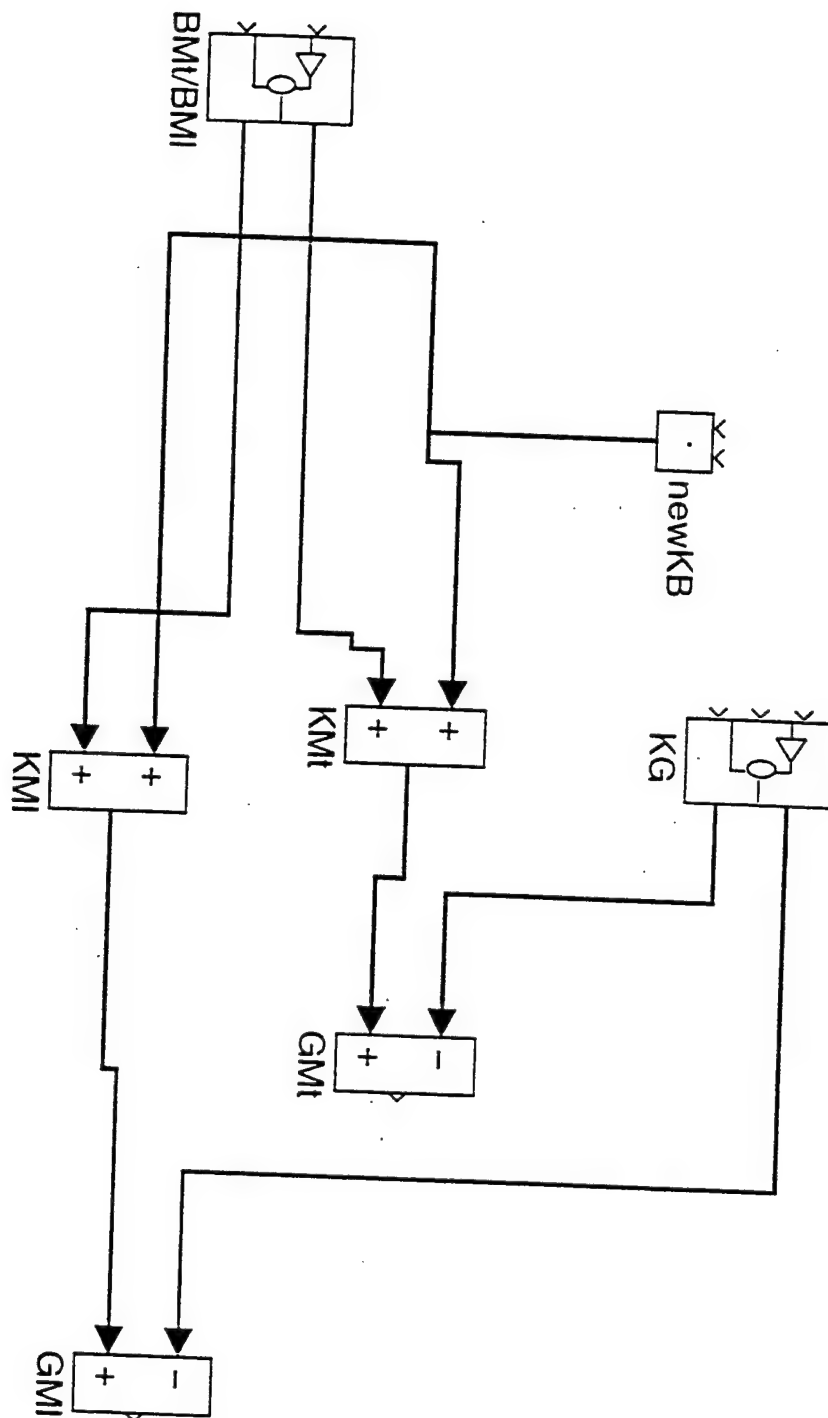 BMt/BMl
newKB
KG
+ +
KMt
+ +
KMl
- +
GMt
- +
GMl